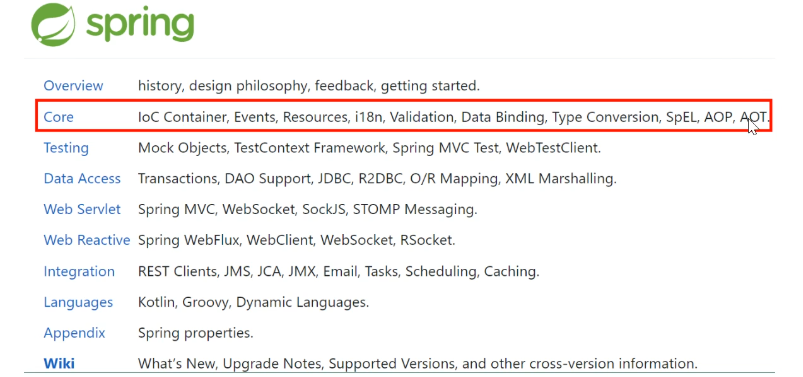 spring
Overview history, design philosophy, feedback, getting started.
Core IoC Container, Events, Resources, i18n, Validation, Data Binding, Type Conversion, SpEL, AOP, AOT.
Testing Mock Objects, TestContext Framework, Spring MVC Test, WebTestClient.
Data Access Transactions, DAO Support, JDBC, R2DBC, O/R Mapping, XML Marshalling.
Web Servlet Spring MVC, WebSocket, SockJS, STOMP Messaging.
Web Reactive Spring WebFlux, WebClient, WebSocket, RSocket.
Integration REST Clients, JMS, JCA, JMX, Email, Tasks, Scheduling, Caching.
Languages Kotlin, Groovy, Dynamic Languages.
Appendix Spring properties.
Wiki What's New, Upgrade Notes, Supported Versions, and other cross-version information.